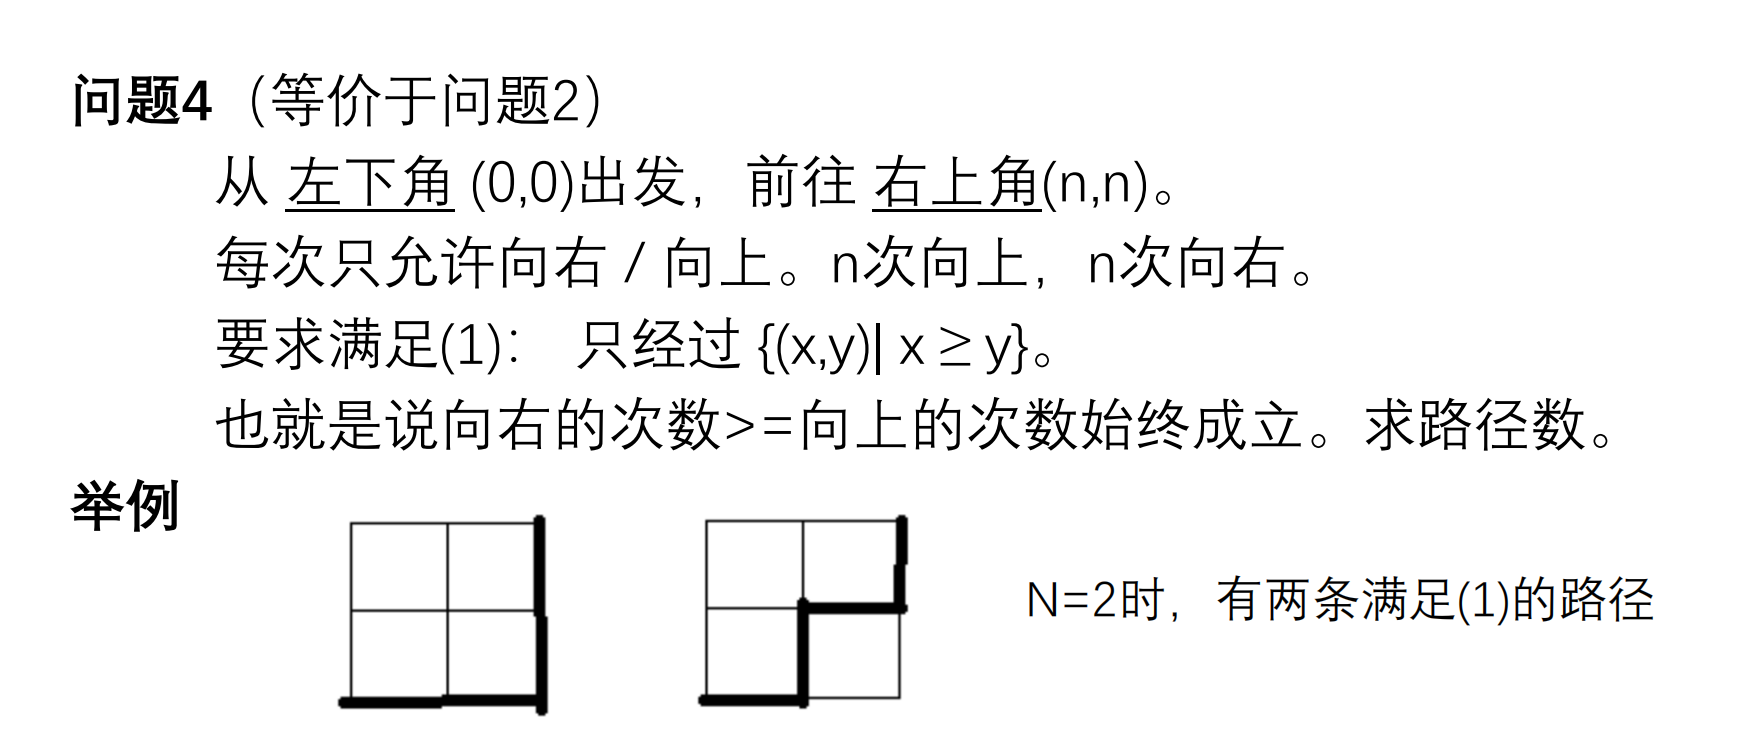 问题4（等价于问题2）
从 左下角 (0,0)出发，前往 右上角(n,n)。
每次只允许向右 / 向上。n次向上，n次向右。
要求满足(1)： 只经过 {(x,y)| x ≥ y}。
也就是说向右的次数>=向上的次数始终成立。求路径数。
举例
N=2时，有两条满足(1)的路径